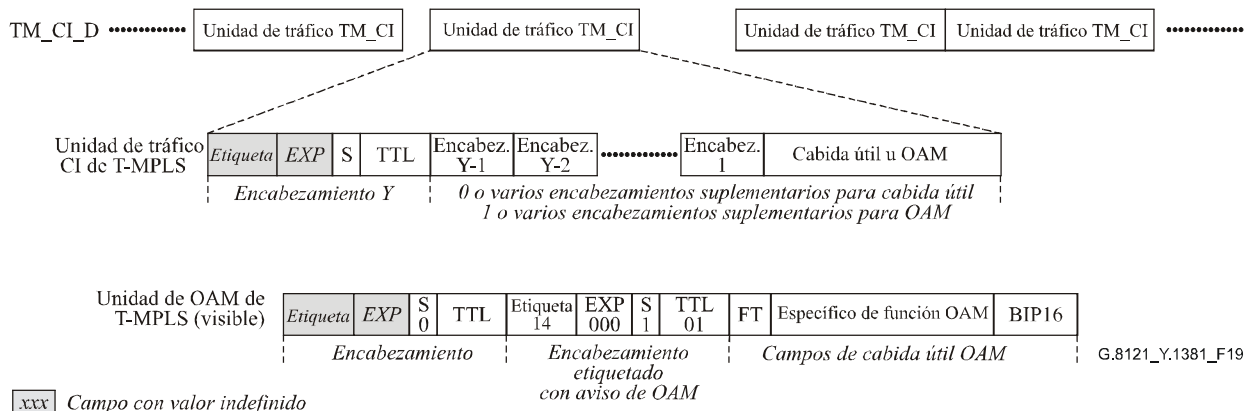 TM_CI_D
Unidad de tráfico TM_CI
Unidad de tráfico TM_CI
Unidad de tráfico TM_CI
Unidad de tráfico TM_CI
Unidad de tráfico
CI de T-MPLS
Etiqueta
EXP
S
TTL
Encabez.
Y-1
Encabez.
Y-2
Encabez.
1
Cabida útil u OAM
Encabezamiento Y
0 o varios encabezamientos suplementarios para cabida útil
1 o varios encabezamientos suplementarios para OAM
Unidad de OAM de
T-MPLS (visible)
Etiqueta
EXP
S
0
TTL
Etiqueta
14
EXP
000
S
1
TTL
01
FT
Específico de función OAM
BIP16
Encabezamiento
Encabezamiento
etiquetado
con aviso de OAM
Campos de cabida útil OAM
G.8121_Y.1381_F19
xxx
Campo con valor indefinido